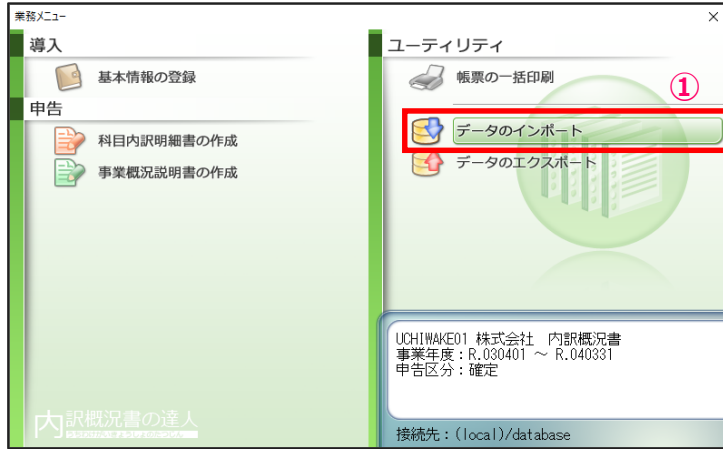 業務メニュー
導入
基本情報の登録
申告
科目内訳明細書の作成
事業概況説明書の作成
ユーティリティ
帳票の一括印刷
①
データのインポート
データのエクスポート
UCHIWAKE01 株式会社 内訳概況書
事業年度:R.030401 ～ R.040331
申告区分:確定
内訳概況書の達人
接続先:(local)/database